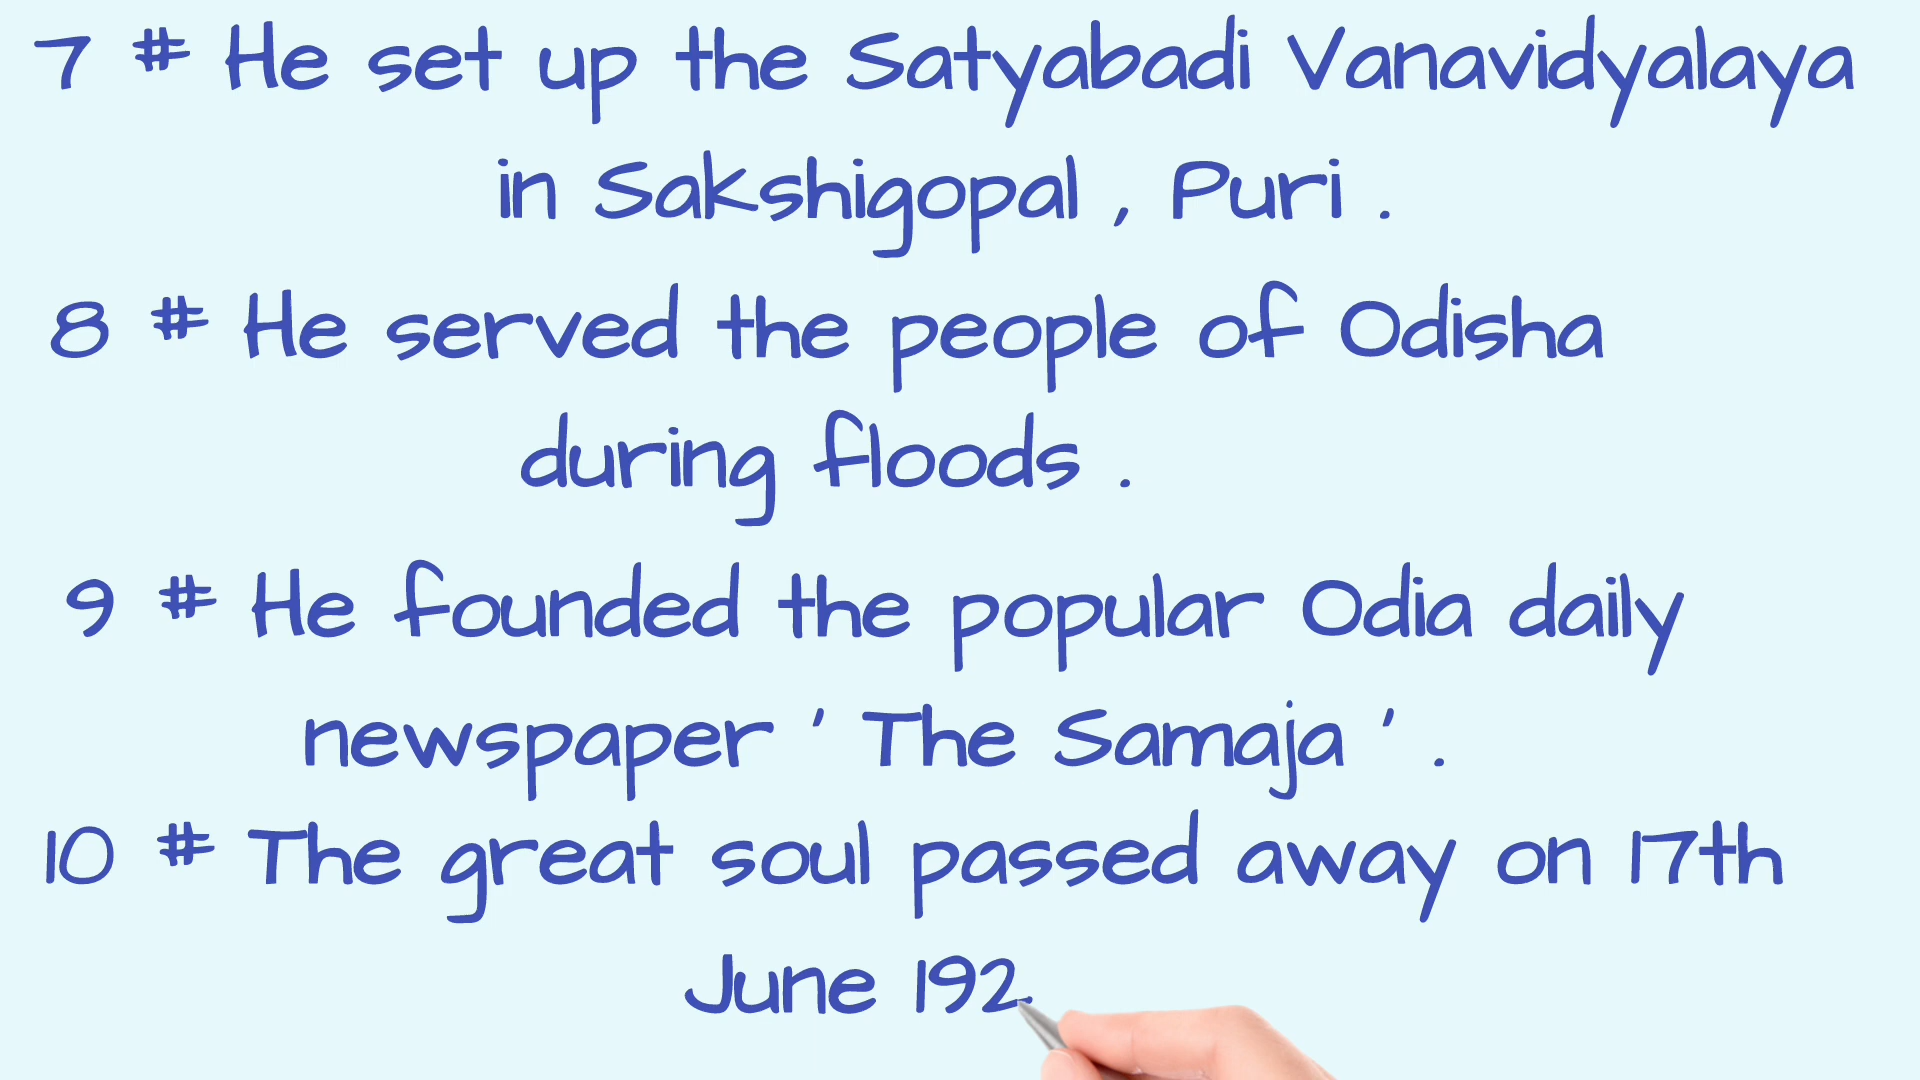 7 # He set up the Satyabadi Vanavidyalaya
in Sakshigopal , Puri .
8 # He served the people of Odisha
during floods .
9 # He founded the popular Odia daily
newspaper ' The Samaja ' .
10 # The great soul passed away on 17th
June 192